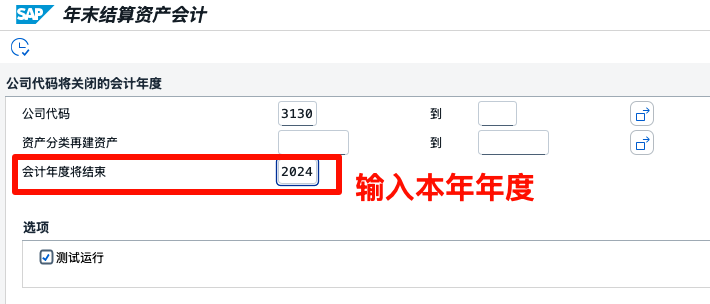 SAP 年末结算资产会计
公司代码将关闭的会计年度
公司代码 3130 到
资产分类再建资产 到
会计年度将结束 2024
输入本年年度
选项
测试运行